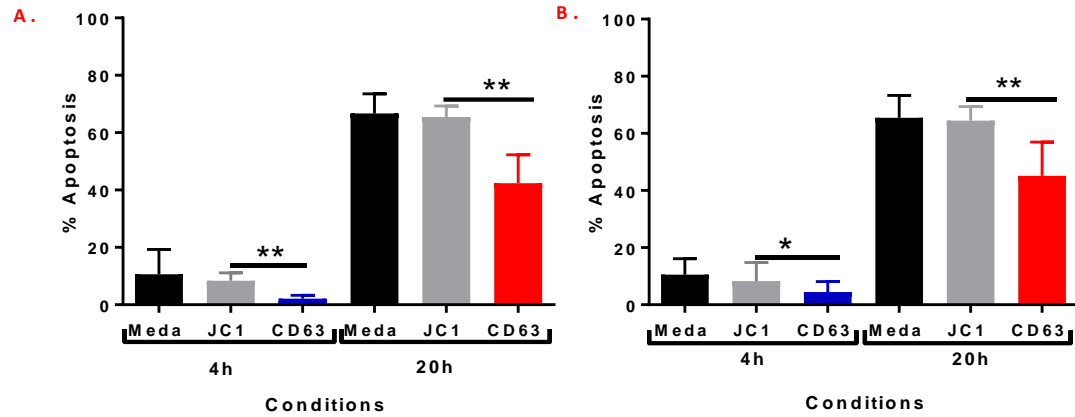 A.
% Apoptosis
100
80
60
40
20
0
**
**
Meda JC1 CD63 Meda JC1 CD63
4h 20h
Conditions
B.
% Apoptosis
100
80
60
40
20
0
*
**
Meda JC1 CD63 Meda JC1 CD63
4h 20h
Conditions